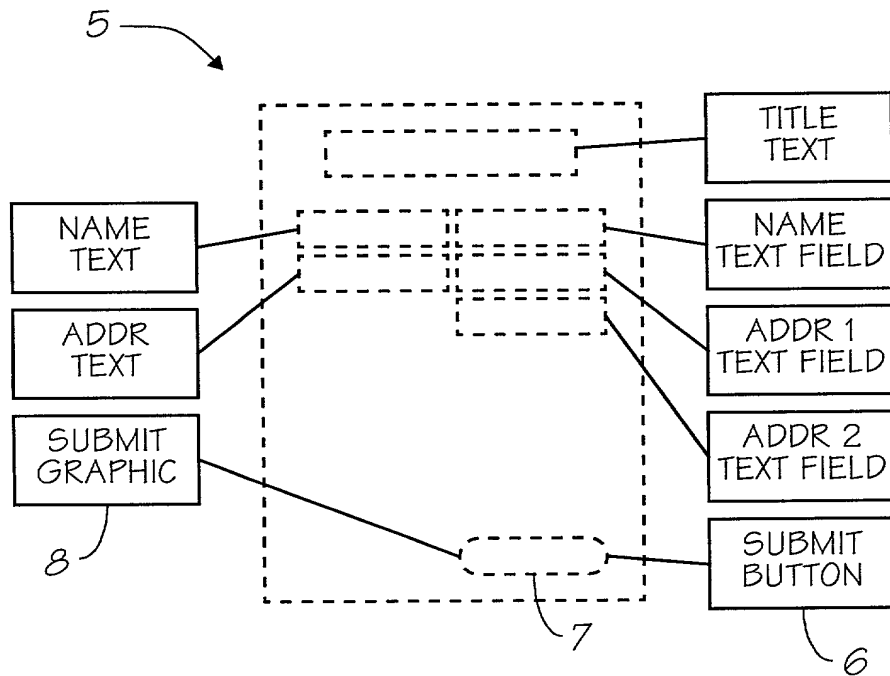 5
TITLE
TEXT
NAME
TEXT
NAME
TEXT FIELD
ADDR
TEXT
ADDR 1
TEXT FIELD
SUBMIT
GRAPHIC
ADDR 2
TEXT FIELD
8
SUBMIT
BUTTON
7
6